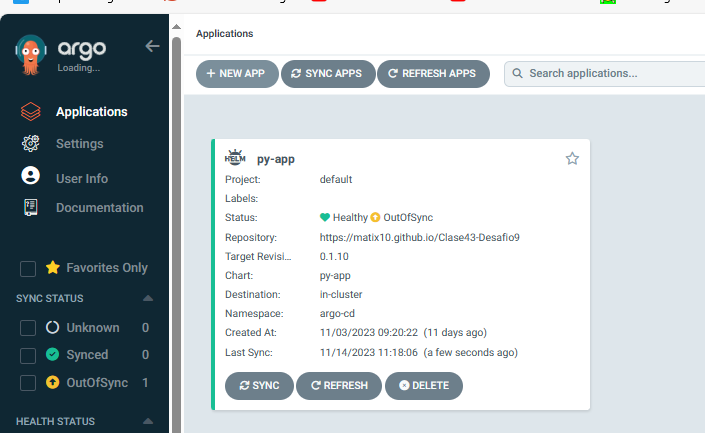 argo
Loading...
Applications
Settings
User Info
Documentation
Favorites Only
SYNC STATUS
Unknown 0
Synced 0
OutOfSync 1
HEALTH STATUS
Applications
+ NEW APP SYNC APPS REFRESH APPS Search applications...
HELM py-app
Project: default
Labels:
Status: Healthy OutOfSync
Repository: https://matix10.github.io/Clase43-Desafio9
Target Revisi... 0.1.10
Chart: py-app
Destination: in-cluster
Namespace: argo-cd
Created At: 11/03/2023 09:20:22 (11 days ago)
Last Sync: 11/14/2023 11:18:06 (a few seconds ago)
SYNC REFRESH DELETE